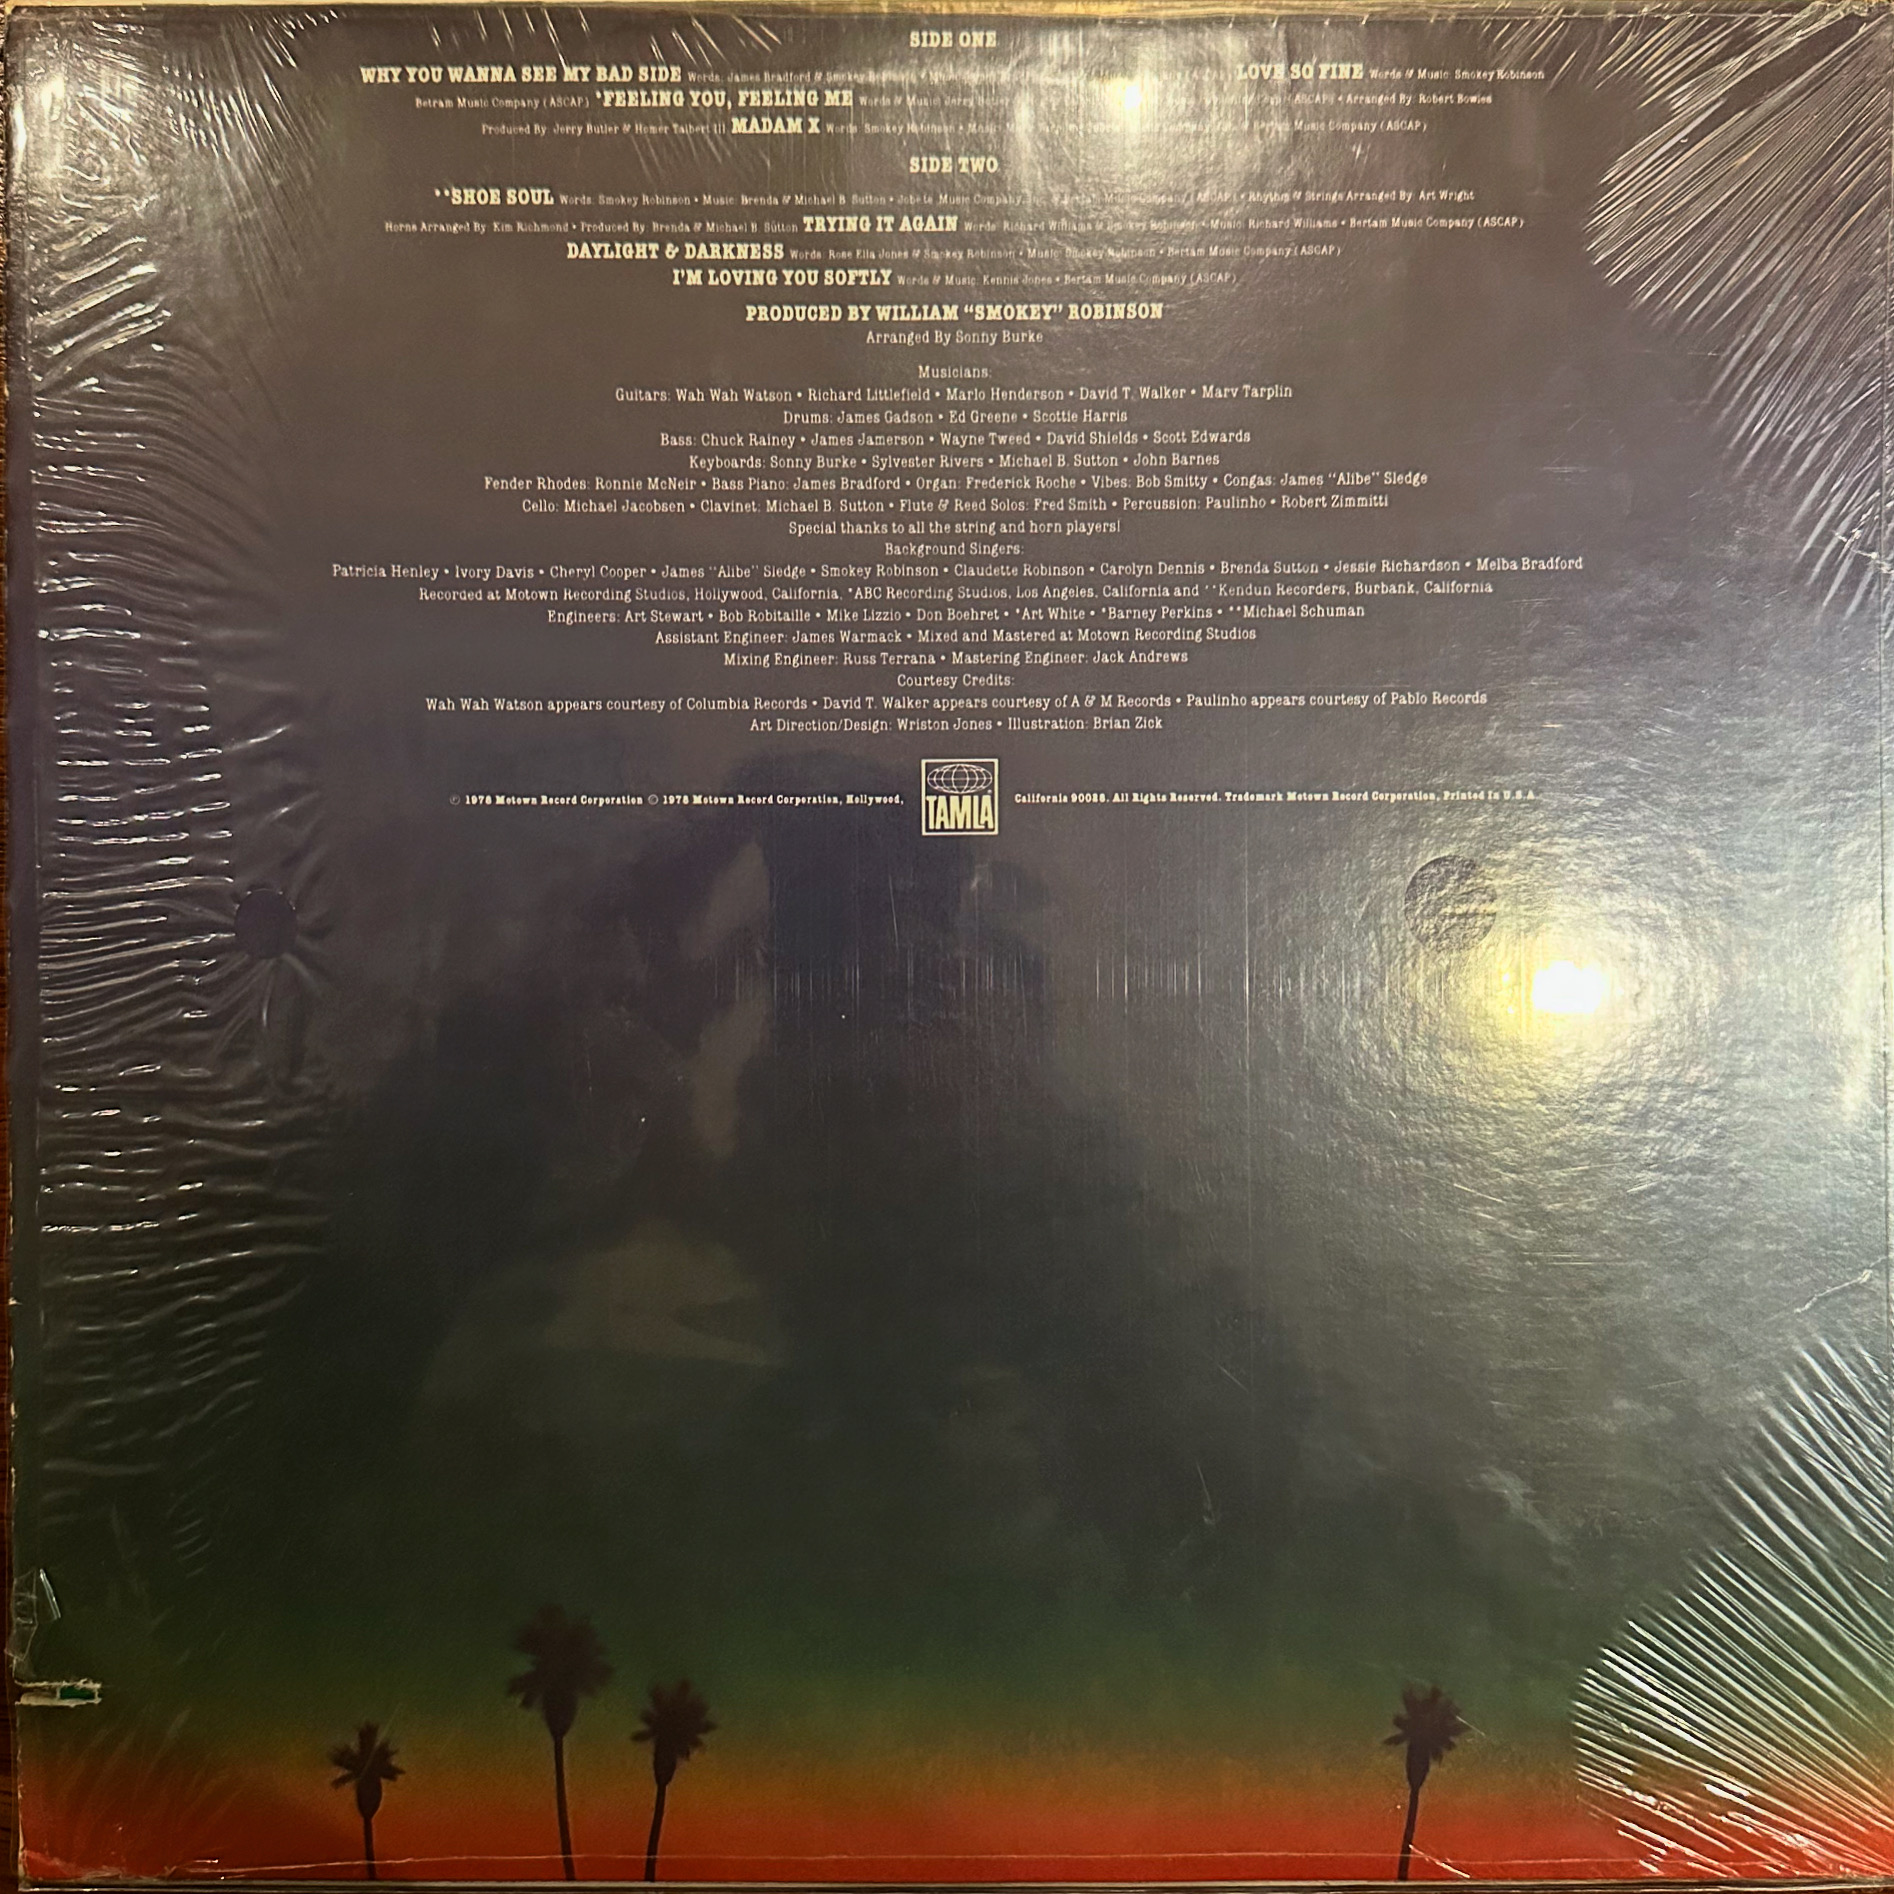 SIDE ONE
WHY YOU WANNA SEE MY BAD SIDE Words: James Bradford & Smokey LOVE SO FINE Words & Music: Smokey Robinson
Betram Music Company (ASCAP) *FEELING YOU, FEELING ME Words & Music: Jerry Butler (ASCAP) • Arranged By: Robert Bowles
Produced By: Jerry Butler & Homer Talbert III MADAM X Words: Smokey Robinson • Music: & Bertam Music Company (ASCAP)
SIDE TWO
**SHOE SOUL Words: Smokey Robinson • Music: Brenda & Michael B. Sutton • Jobete Music Company, Inc. & Bertam Music Company (ASCAP) • Rhythm & Strings Arranged By: Art Wright
Horns Arranged By: Kim Richmond • Produced By: Brenda & Michael B. Sutton TRYING IT AGAIN Words: Richard Williams & Smokey Robinson • Music: Richard Williams • Bertam Music Company (ASCAP)
DAYLIGHT & DARKNESS Words: Rose Ella Jones & Smokey Robinson • Music: Smokey Robinson • Bertam Music Company (ASCAP)
I'M LOVING YOU SOFTLY Words & Music: Kennis Jones • Bertam Music Company (ASCAP)
PRODUCED BY WILLIAM “SMOKEY” ROBINSON
Arranged By Sonny Burke
Musicians:
Guitars: Wah Wah Watson • Richard Littlefield • Marlo Henderson • David T. Walker • Marv Tarplin
Drums: James Gadson • Ed Greene • Scottie Harris
Bass: Chuck Rainey • James Jamerson • Wayne Tweed • David Shields • Scott Edwards
Keyboards: Sonny Burke • Sylvester Rivers • Michael B. Sutton • John Barnes
Fender Rhodes: Ronnie McNeir • Bass Piano: James Bradford • Organ: Frederick Roche • Vibes: Bob Smitty • Congas: James “Alibe” Sledge
Cello: Michael Jacobsen • Clavinet: Michael B. Sutton • Flute & Reed Solos: Fred Smith • Percussion: Paulinho • Robert Zimmitti
Special thanks to all the string and horn players!
Background Singers:
Patricia Henley • Ivory Davis • Cheryl Cooper • James “Alibe” Sledge • Smokey Robinson • Claudette Robinson • Carolyn Dennis • Brenda Sutton • Jessie Richardson • Melba Bradford
Recorded at Motown Recording Studios, Hollywood, California, *ABC Recording Studios, Los Angeles, California and **Kendun Recorders, Burbank, California
Engineers: Art Stewart • Bob Robitaille • Mike Lizzio • Don Boehret • *Art White • *Barney Perkins • **Michael Schuman
Assistant Engineer: James Warmack • Mixed and Mastered at Motown Recording Studios
Mixing Engineer: Russ Terrana • Mastering Engineer: Jack Andrews
Courtesy Credits:
Wah Wah Watson appears courtesy of Columbia Records • David T. Walker appears courtesy of A & M Records • Paulinho appears courtesy of Pablo Records
Art Direction/Design: Wriston Jones • Illustration: Brian Zick
℗ 1978 Motown Record Corporation © 1978 Motown Record Corporation, Hollywood, California 90028. All Rights Reserved. Trademark Motown Record Corporation, Printed In U.S.A.
TAMLA